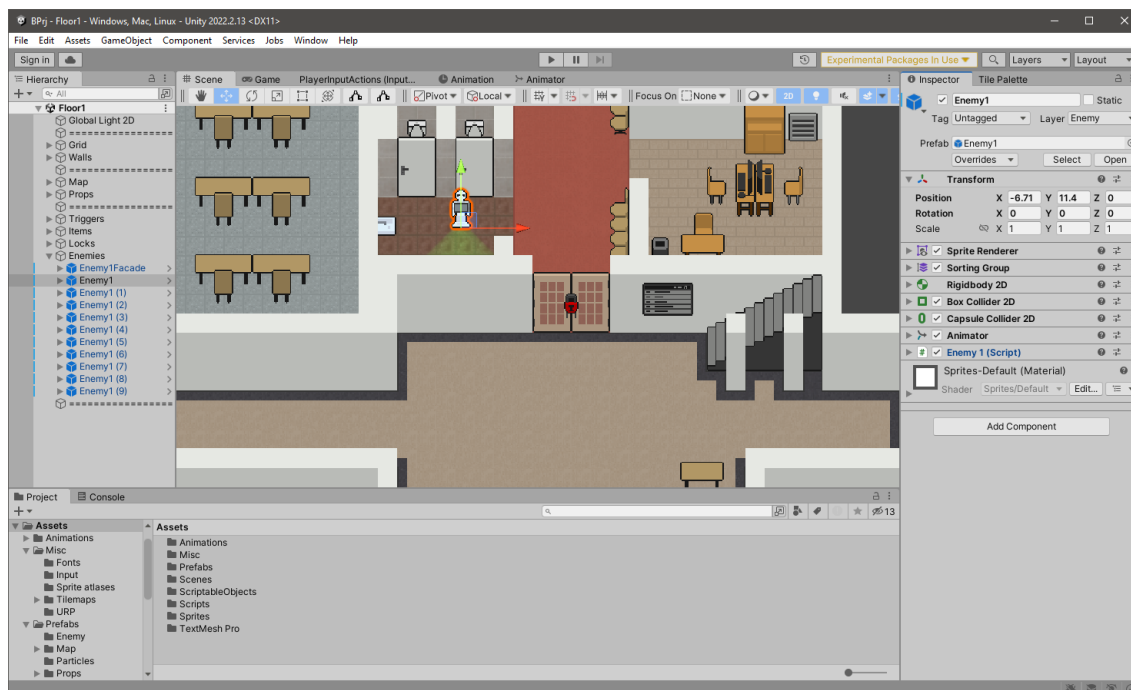 BPrj - Floor1 - Windows, Mac, Linux - Unity 2022.2.13 <DX11>
File Edit Assets GameObject Component Services Jobs Window Help
Sign in
Experimental Packages In Use
Layers
Layout
Hierarchy
Scene
Game
PlayerInputActions (Input...
Animation
Animator
Inspector
Tile Palette
All
Pivot
Local
Focus On
None
2D
Floor1
Global Light 2D
=================
Grid
Walls
=================
Map
Props
=================
Triggers
Items
Locks
Enemies
Enemy1Facade
Enemy1
Enemy1 (1)
Enemy1 (2)
Enemy1 (3)
Enemy1 (4)
Enemy1 (5)
Enemy1 (6)
Enemy1 (7)
Enemy1 (8)
Enemy1 (9)
=================
Enemy1
Static
Tag Untagged Layer Enemy
Prefab Enemy1
Overrides Select Open
Transform
Position X -6.71 Y 11.4 Z 0
Rotation X 0 Y 0 Z 0
Scale X 1 Y 1 Z 1
Sprite Renderer
Sorting Group
Rigidbody 2D
Box Collider 2D
Capsule Collider 2D
Animator
Enemy 1 (Script)
Sprites-Default (Material)
Shader Sprites/Default Edit...
Add Component
Project
Console
13
Assets
Animations
Misc
Fonts
Input
Sprite atlases
Tilemaps
URP
Prefabs
Enemy
Map
Particles
Props
Assets
Animations
Misc
Prefabs
Scenes
ScriptableObjects
Scripts
Sprites
TextMesh Pro